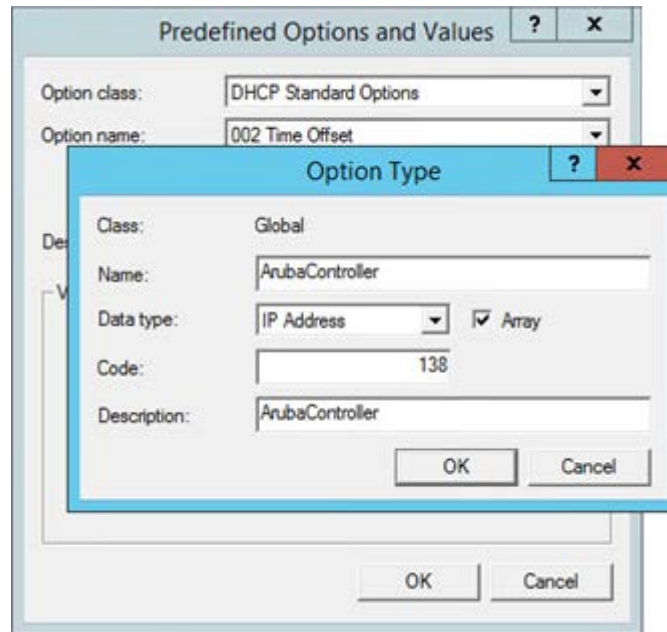 Predefined Options and Values ? x
Option class: DHCP Standard Options
Option name: 002 Time Offset
Option Type ? x
Class: Global
Name: ArubaController
Data type: IP Address Array
Code: 138
Description: ArubaController
OK Cancel
OK Cancel